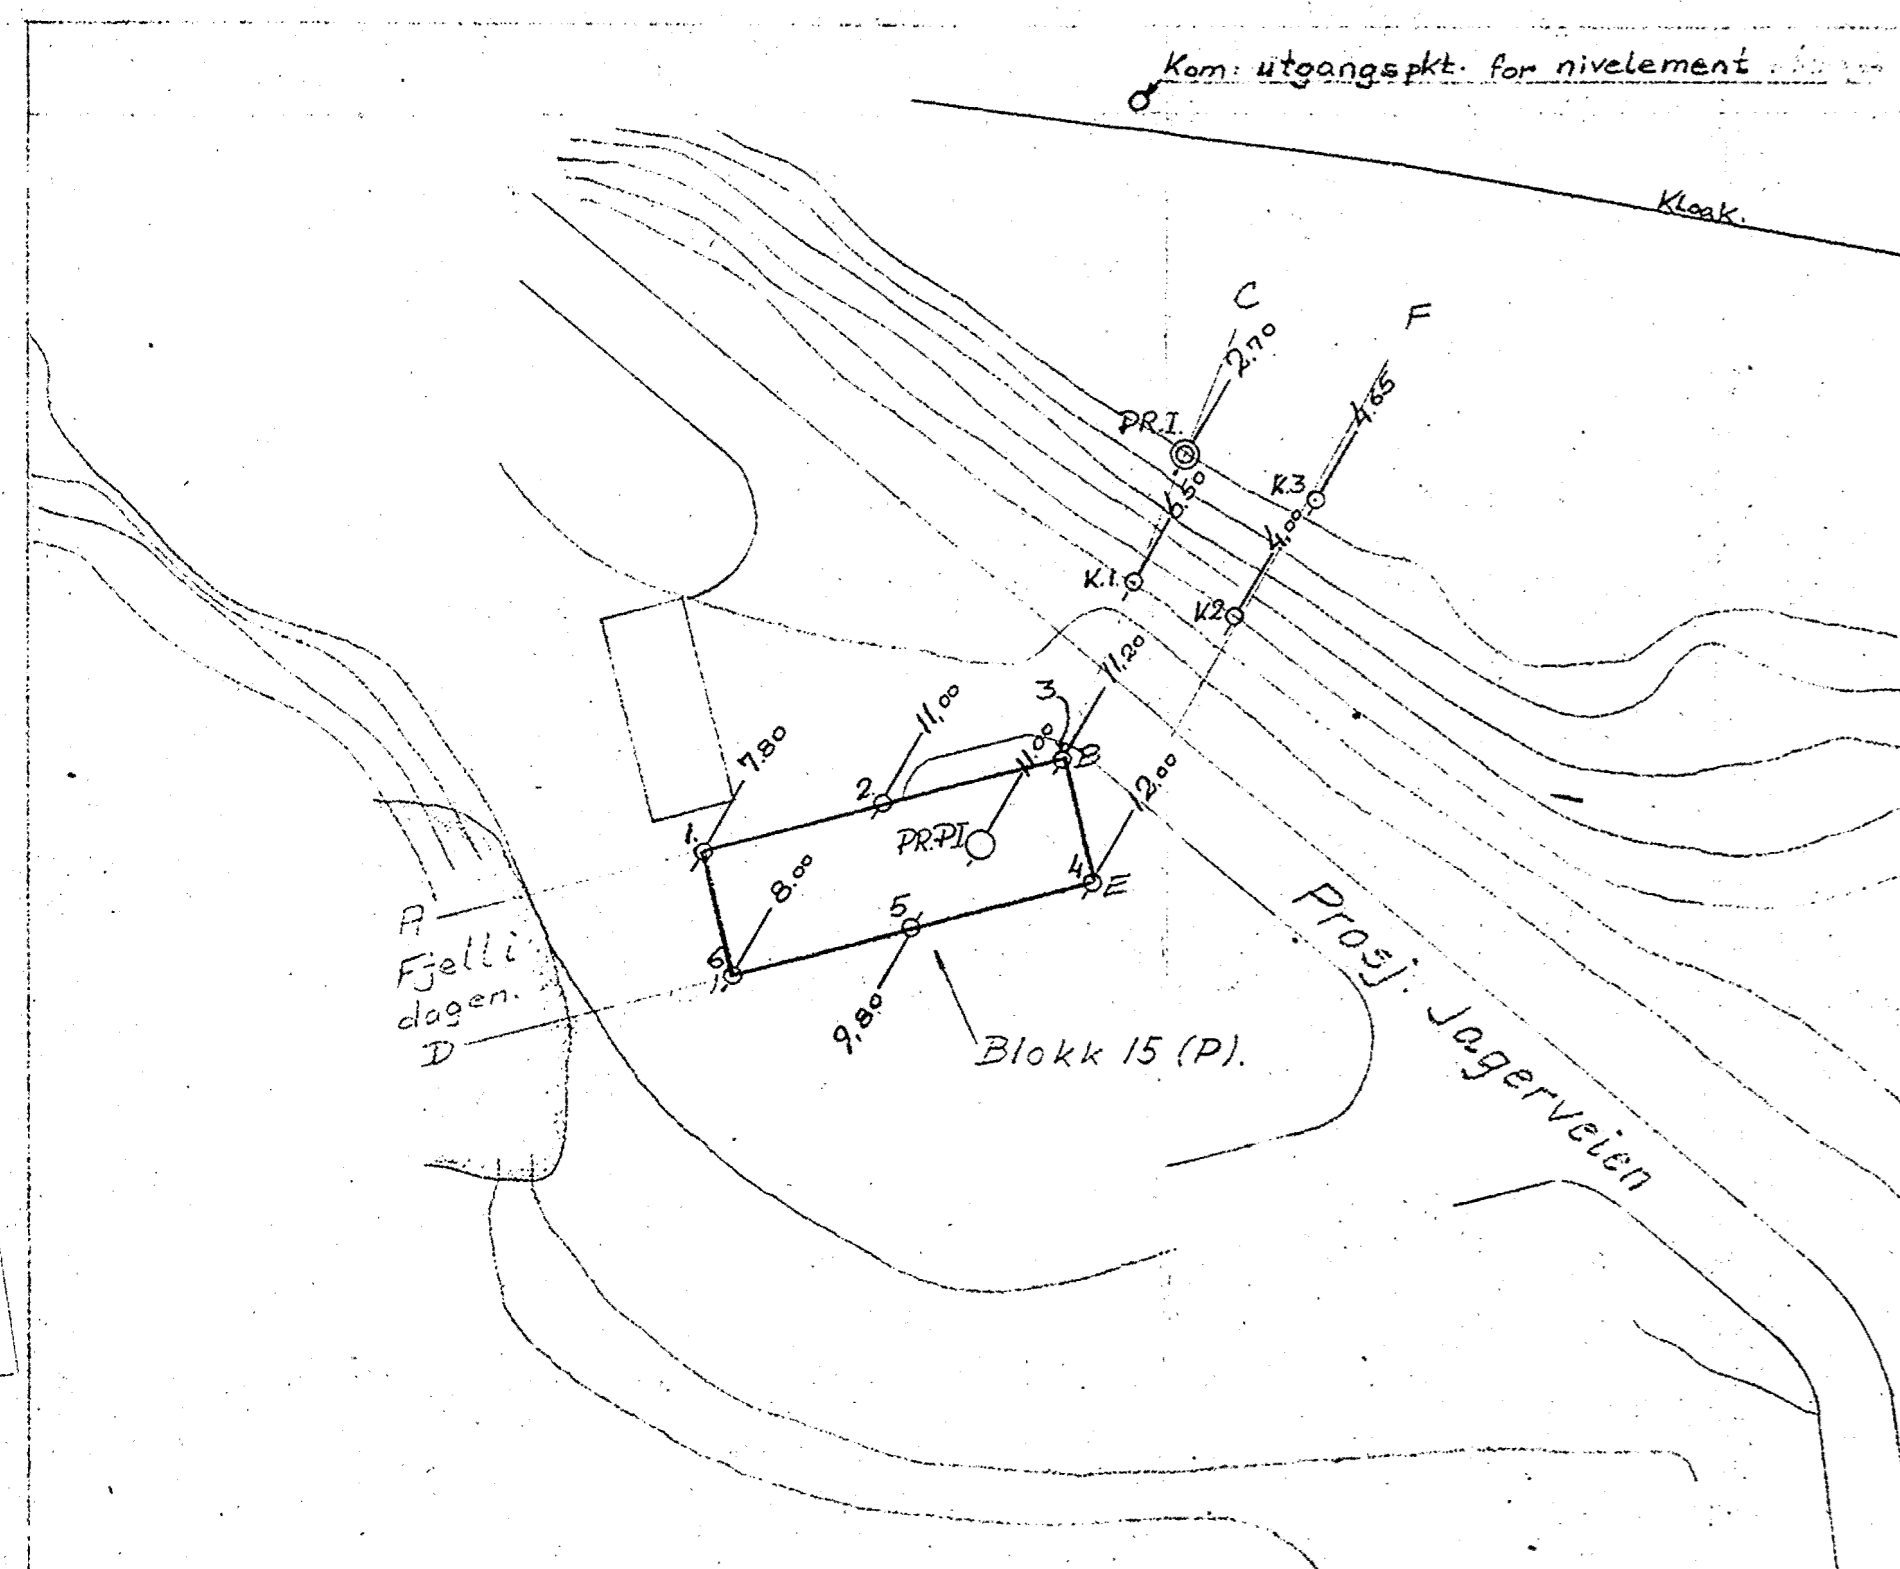 Kom: utgangspkt. for nivelement
Kloak.
C
F
2.70
4.65
PR.I.
K.3
6.50
4,00
K.1.
K2
11,20
3
11,00
11.00
B
7.80
12.00
2.
1.
PR.PI
4
E
8.00
A
5
Fjell i
dagen.
6
D
9,80
Blokk 15 (P).
Prosj. Jagerveien